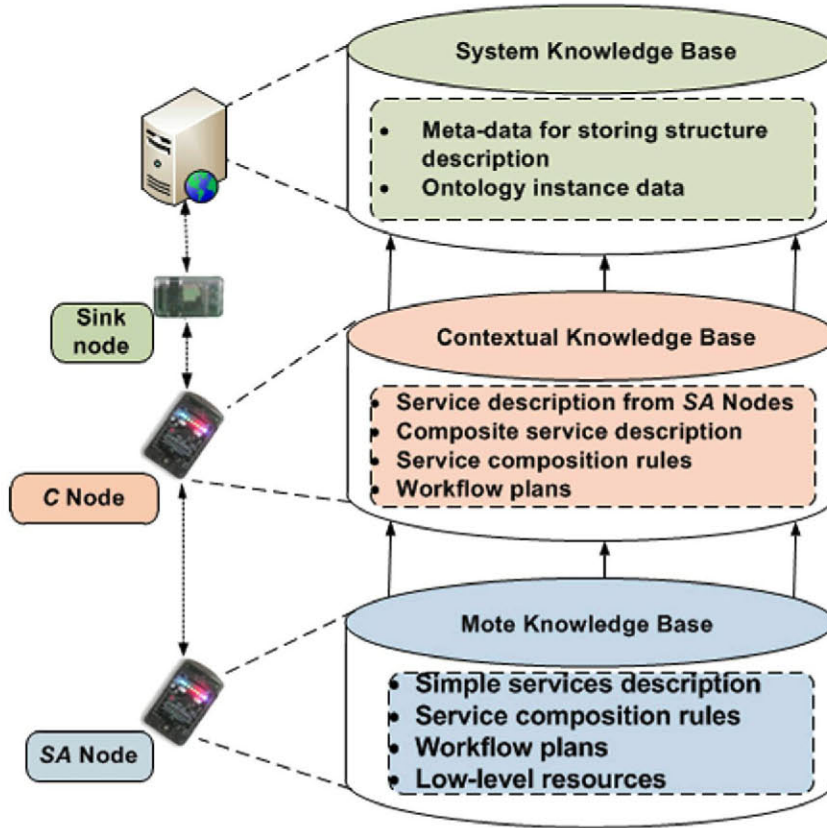 System Knowledge Base
• Meta-data for storing structure
description
• Ontology instance data
Sink
node
Contextual Knowledge Base
• Service description from SA Nodes
• Composite service description
• Service composition rules
• Workflow plans
C Node
Mote Knowledge Base
• Simple services description
• Service composition rules
• Workflow plans
• Low-level resources
SA Node